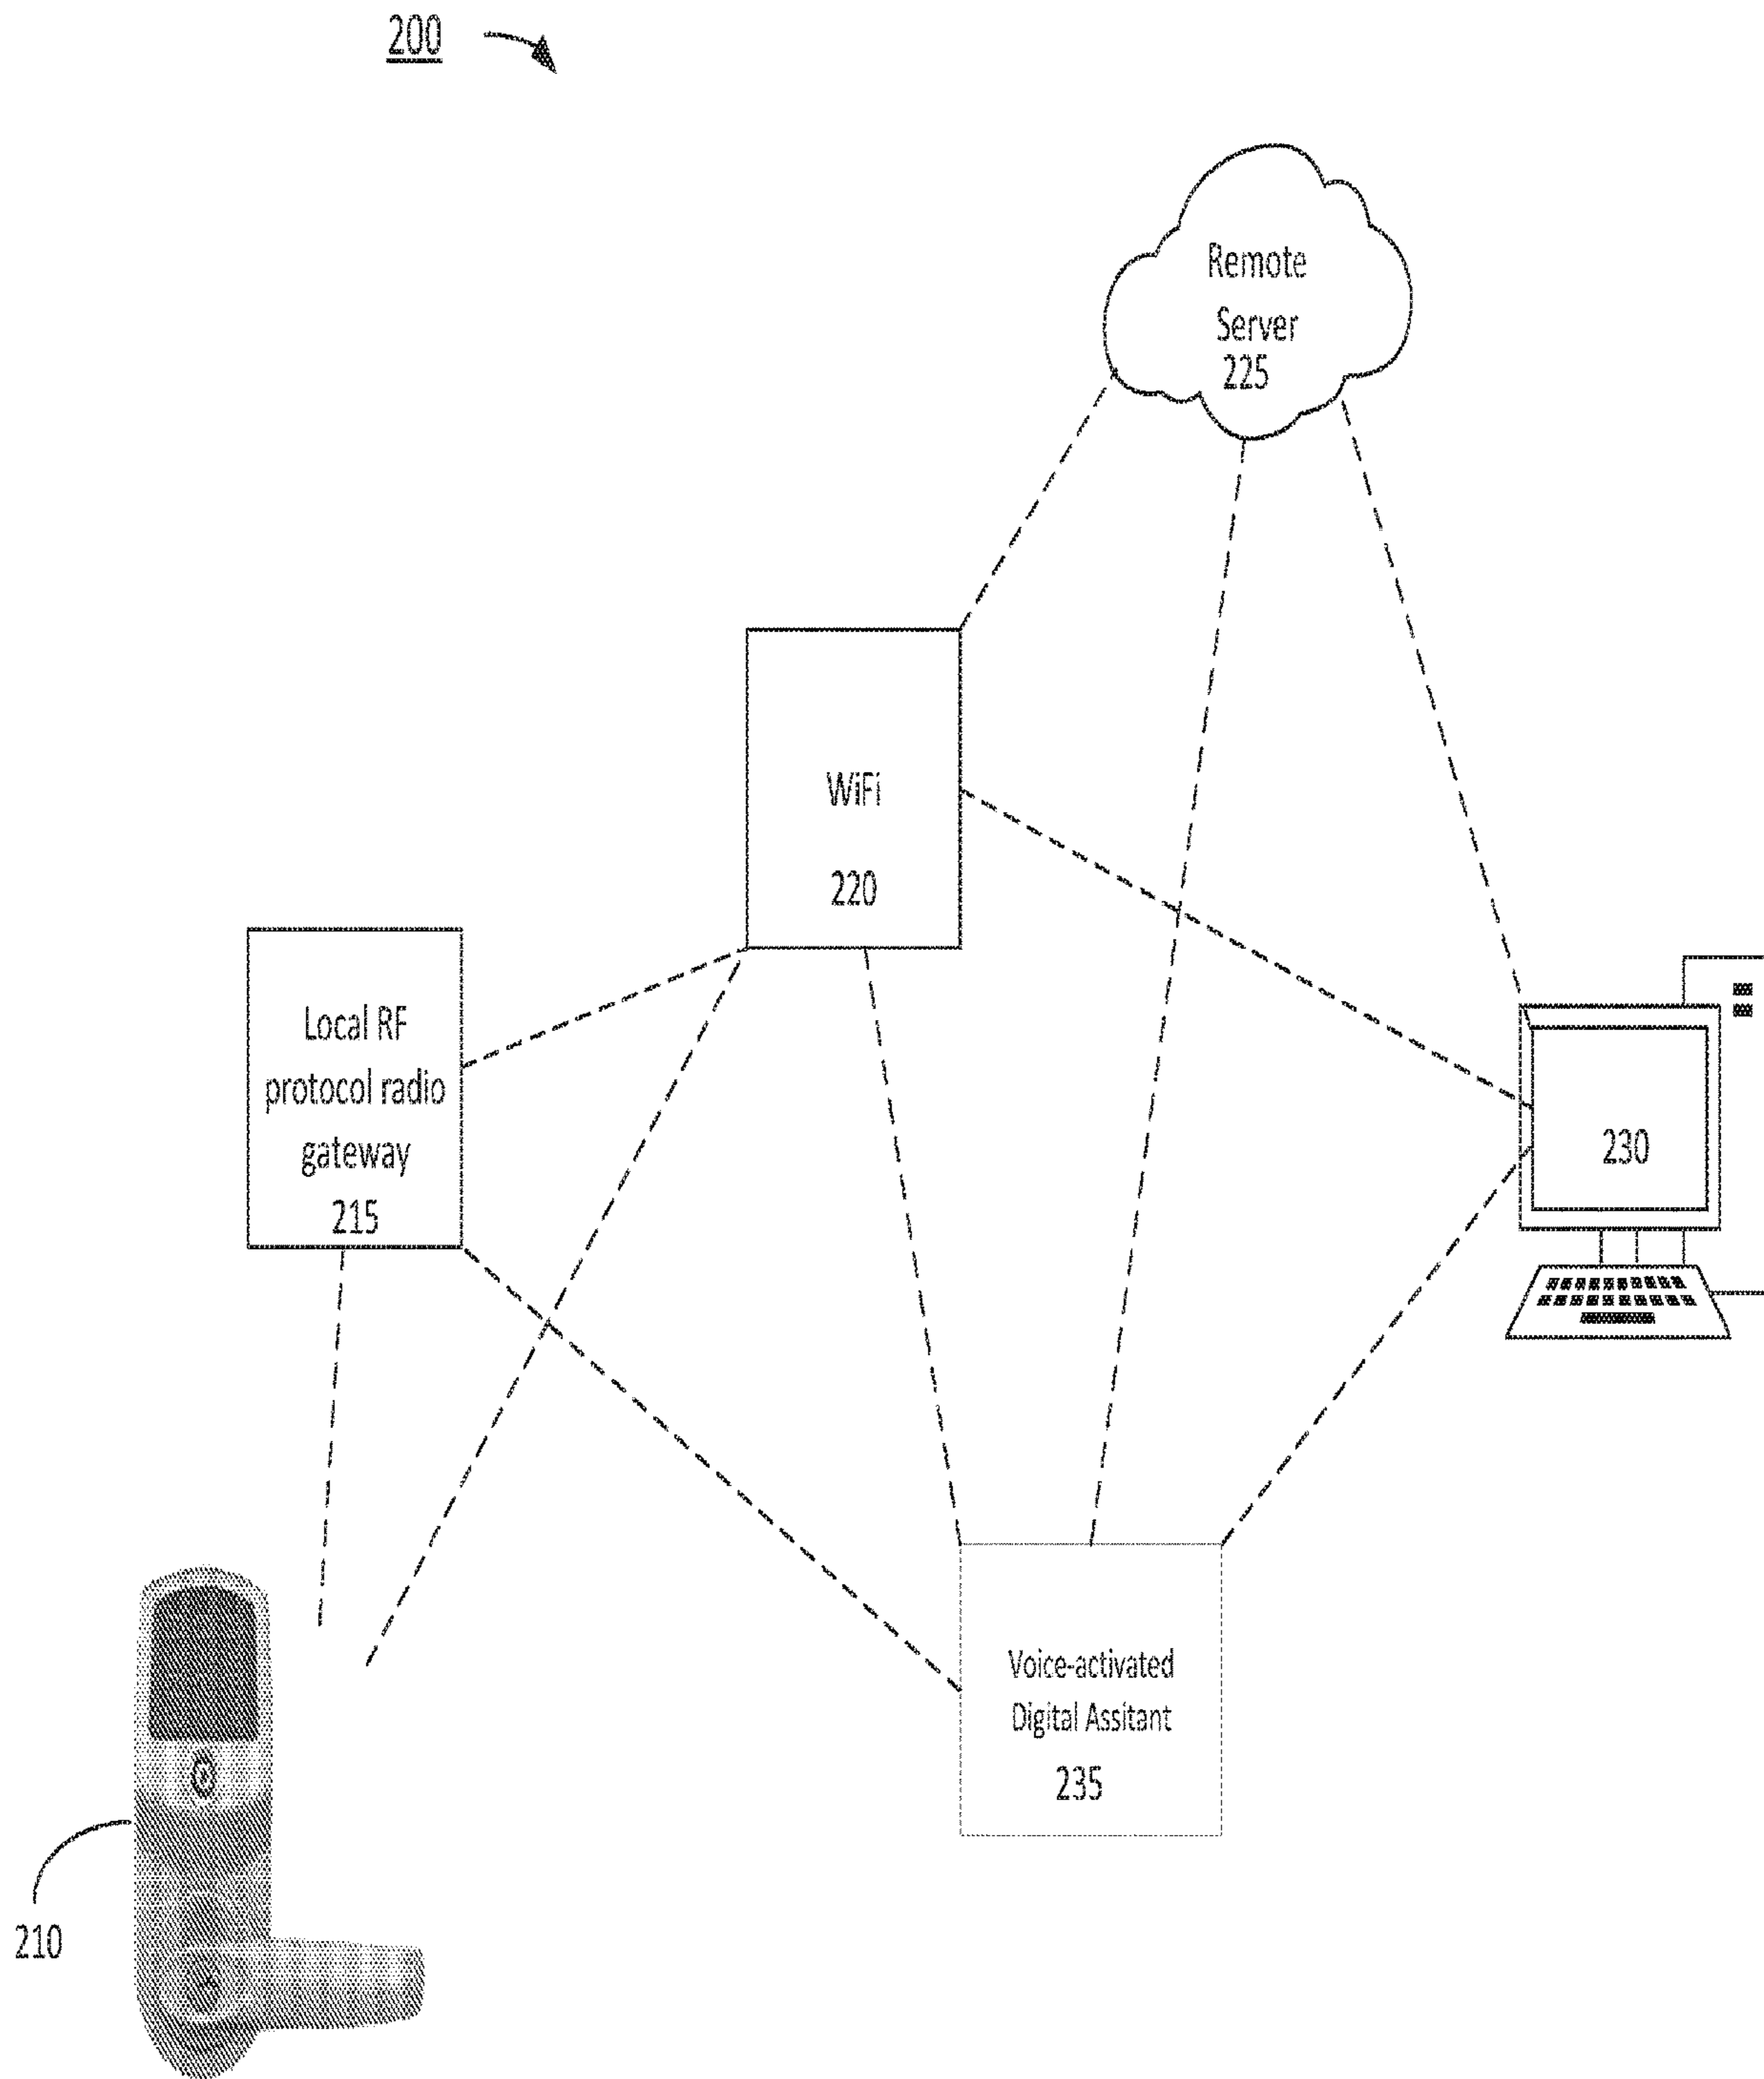 200
Remote
Server
225
WiFi
220
Local RF
protocol radio
gateway
215
230
Voice-activated
Digital Assitant
235
210